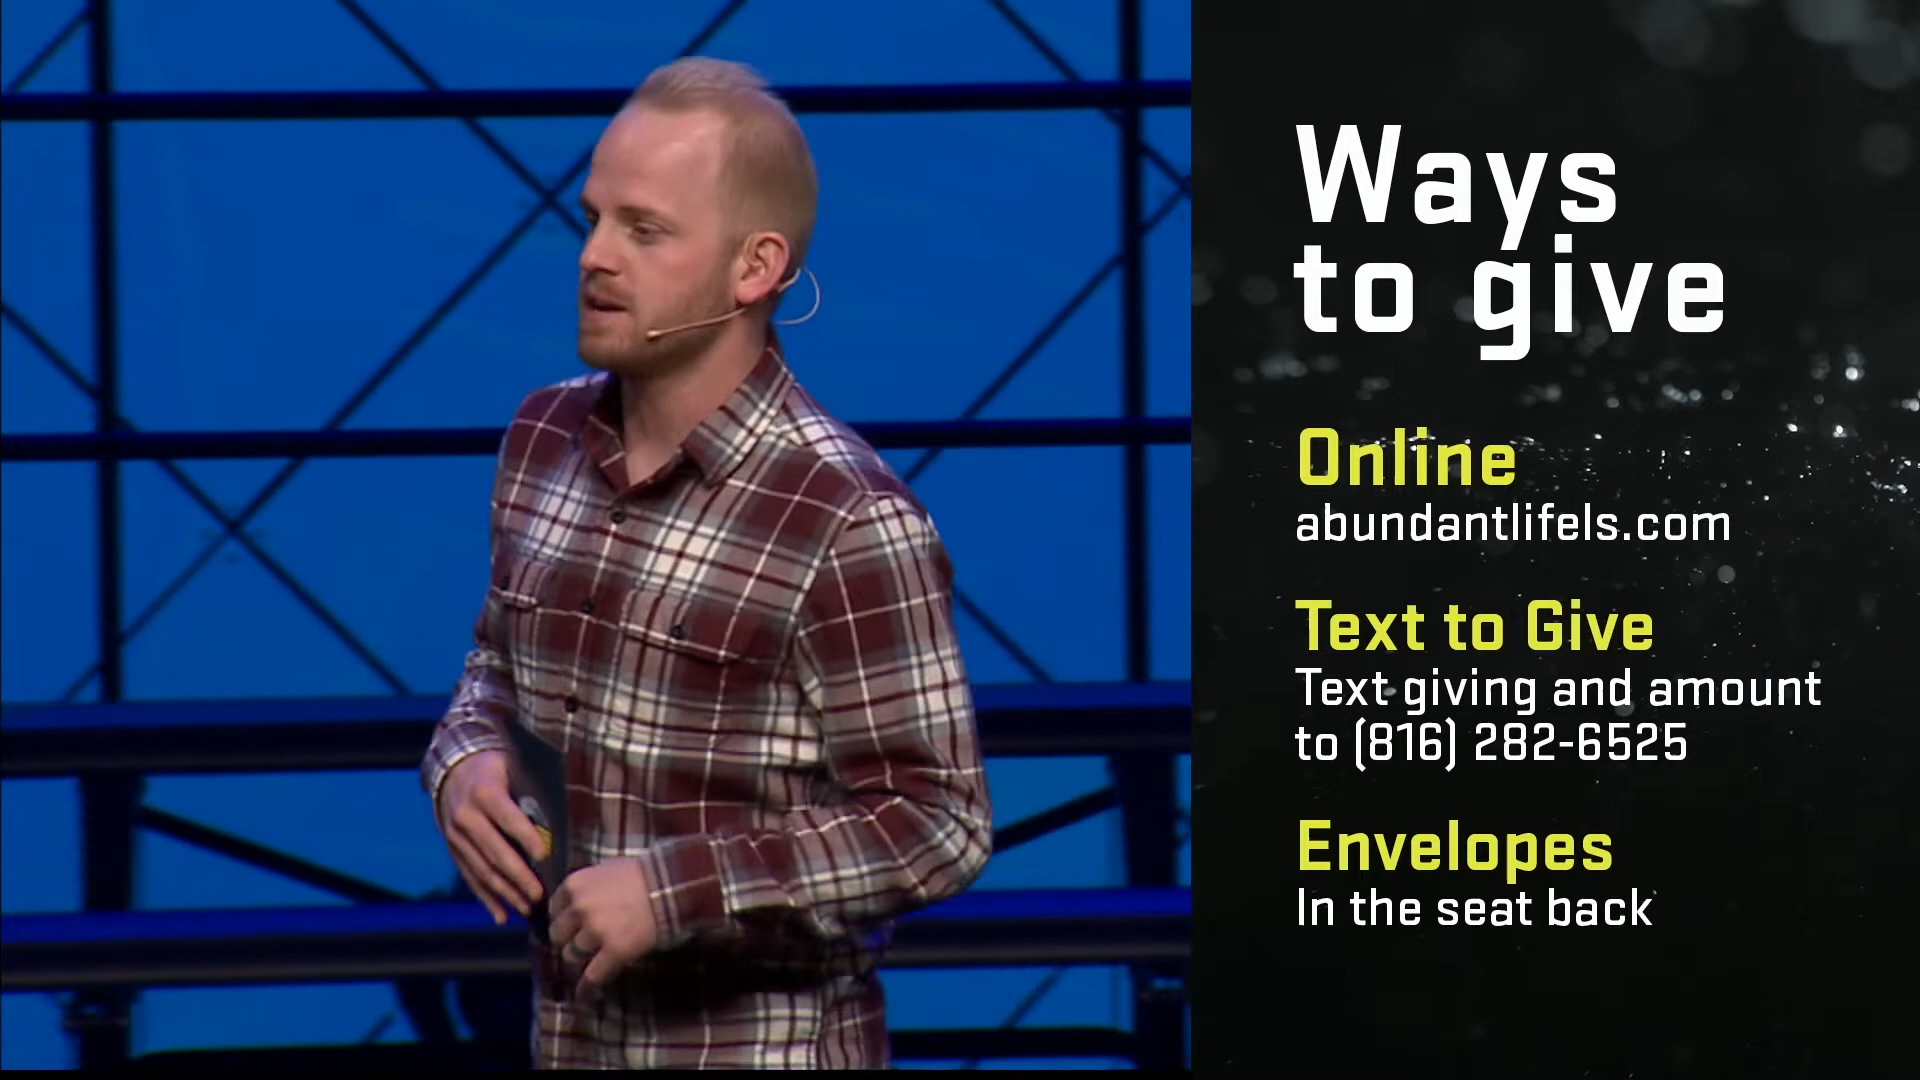 Ways
to give
Online
abundantlifels.com
Text to Give
Text giving and amount
to (816) 282-6525
Envelopes
In the seat back